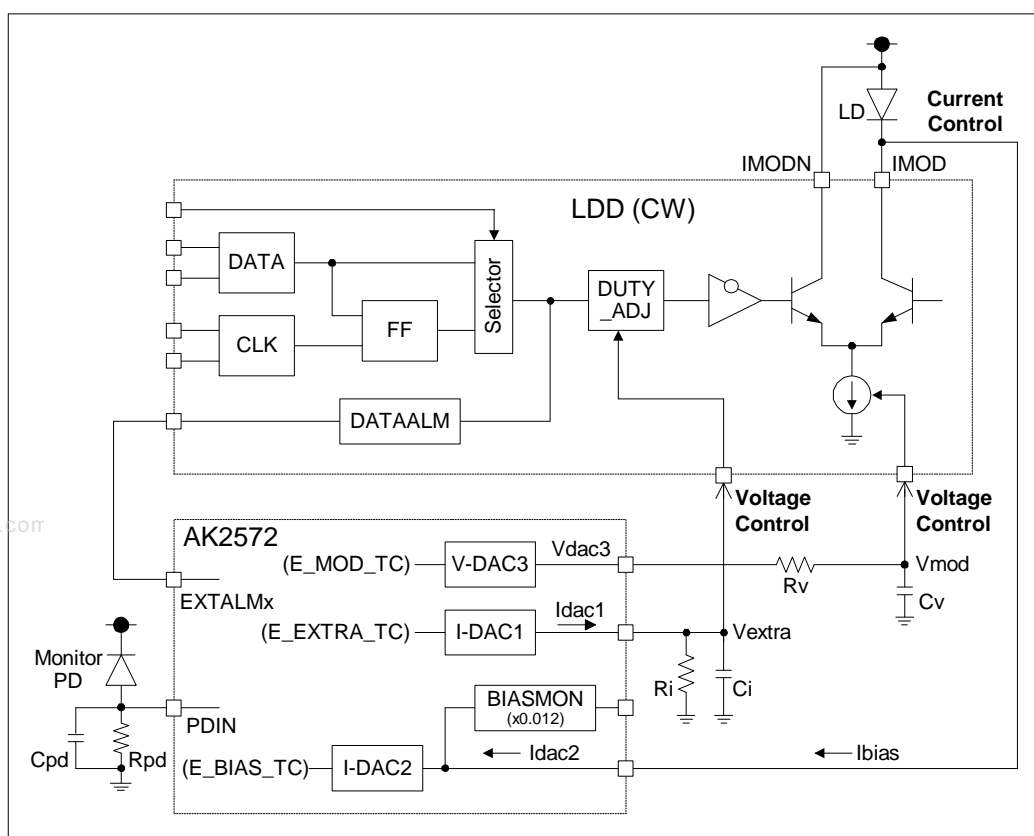 LD
Current
Control
IMODN
IMOD
LDD (CW)
DATA
CLK
FF
Selector
DUTY
_ADJ
DATAALM
Voltage
Control
Voltage
Control
.com
AK2572
(E_MOD_TC)
V-DAC3
Vdac3
Rv
Vmod
Cv
EXTALMx
(E_EXTRA_TC)
I-DAC1
Idac1
Vextra
Ri
Ci
Monitor
PD
PDIN
BIASMON
(x0.012)
Cpd
Rpd
(E_BIAS_TC)
I-DAC2
Idac2
Ibias